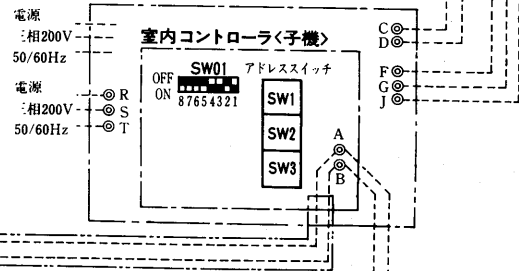 電源
三相200V
50/60Hz
電源
三相200V
50/60Hz
R
S
T
室内コントローラ<子機>
SW01
OFF
ON
87654321
アドレススイッチ
SW1
SW2
SW3
A
B
C
D
F
G
J